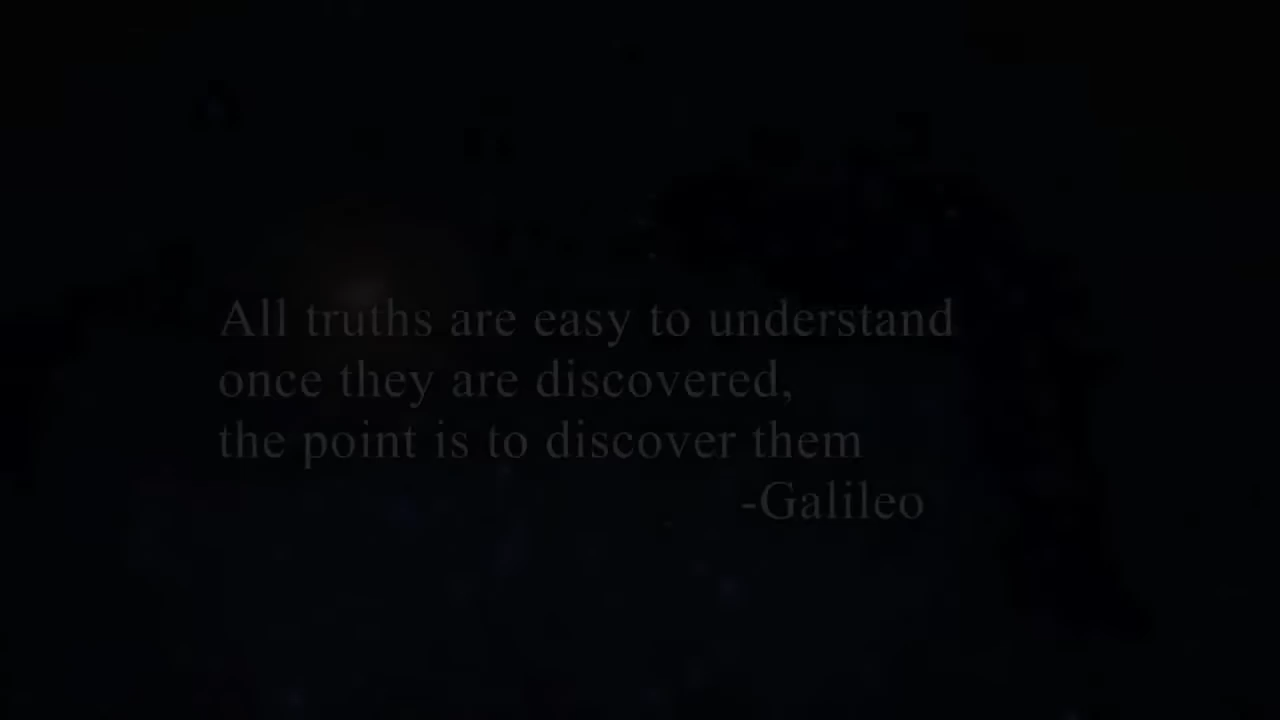 All truths are easy to understand
once they are discovered,
the point is to discover them
-Galileo